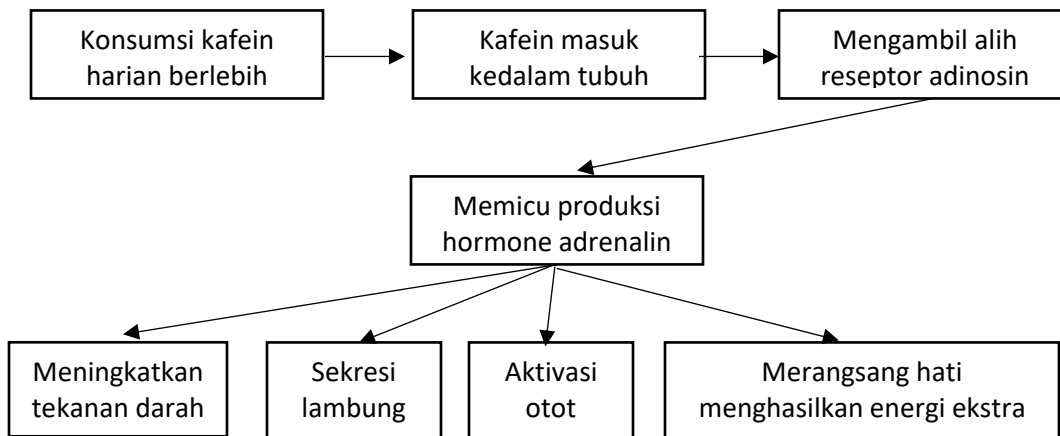 Konsumsi kafein
harian berlebih
Kafein masuk
kedalam tubuh
Mengambil alih
reseptor adinosin
Memicu produksi
hormone adrenalin
Meningkatkan
tekanan darah
Sekresi
lambung
Aktivasi
otot
Merangsang hati
menghasilkan energi ekstra